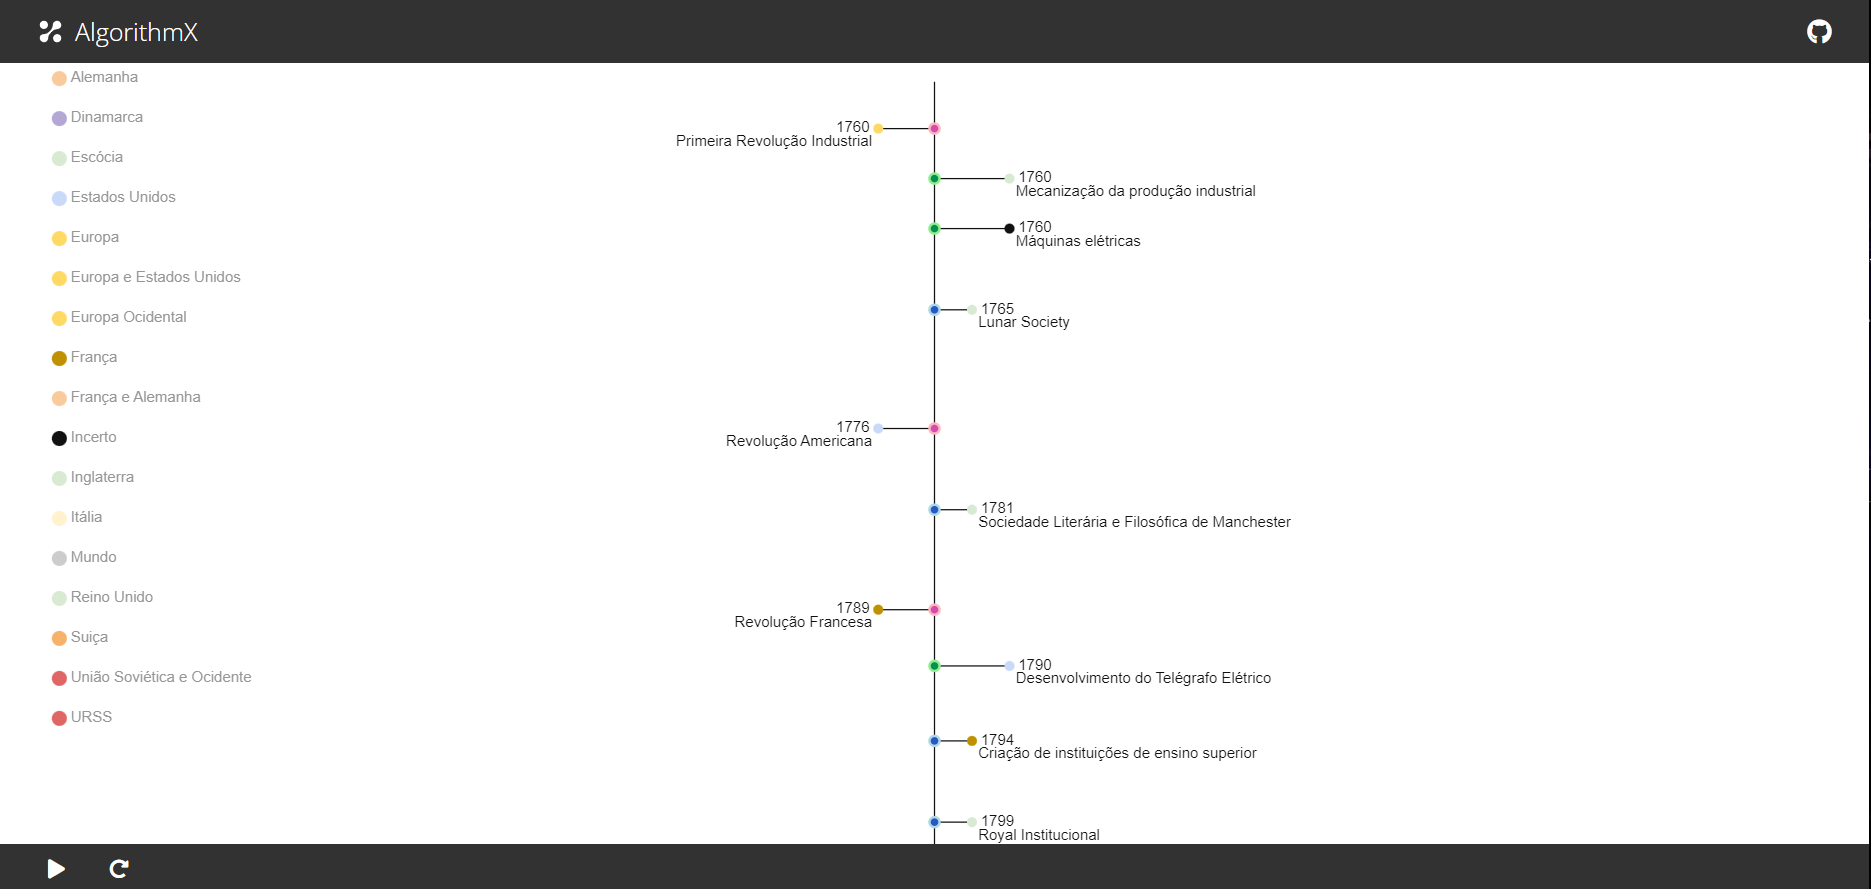 AlgorithmX
Alemanha
Dinamarca
Escócia
Estados Unidos
Europa
Europa e Estados Unidos
Europa Ocidental
França
França e Alemanha
Incerto
Inglaterra
Itália
Mundo
Reino Unido
Suiça
União Soviética e Ocidente
URSS
1760
Primeira Revolução Industrial
1760
Mecanização da produção industrial
1760
Máquinas elétricas
1765
Lunar Society
1776
Revolução Americana
1781
Sociedade Literária e Filosófica de Manchester
1789
Revolução Francesa
1790
Desenvolvimento do Telégrafo Elétrico
1794
Criação de instituições de ensino superior
1799
Royal Institucional